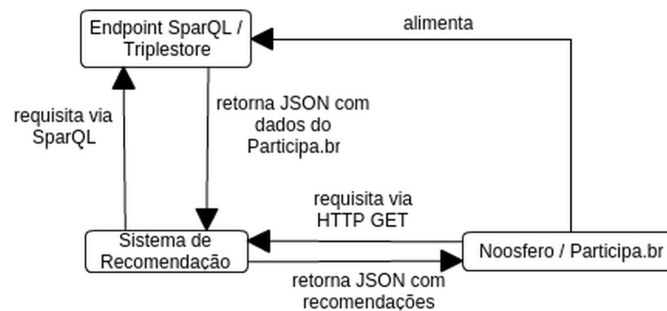 Endpoint SparQL /
Triplestore
alimenta
requisita via
SparQL
retorna JSON com
dados do
Participa.br
requisita via
HTTP GET
Sistema de
Recomendação
Noosfero / Participa.br
retorna JSON com
recomendações